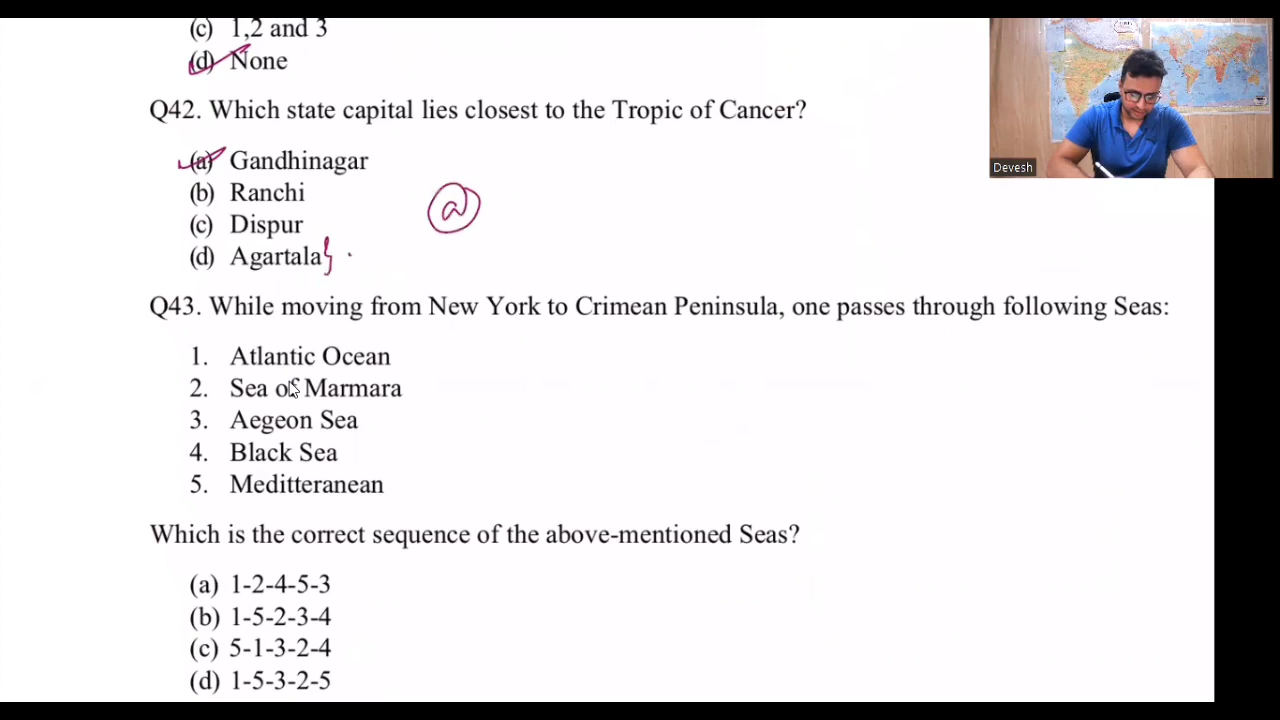 (c) 1,2 and 3
(d) None
Q42. Which state capital lies closest to the Tropic of Cancer?
(a) Gandhinagar
(b) Ranchi
(c) Dispur
(d) Agartala
a
Q43. While moving from New York to Crimean Peninsula, one passes through following Seas:
1. Atlantic Ocean
2. Sea of Marmara
3. Aegeon Sea
4. Black Sea
5. Meditteranean
Which is the correct sequence of the above-mentioned Seas?
(a) 1-2-4-5-3
(b) 1-5-2-3-4
(c) 5-1-3-2-4
(d) 1-5-3-2-5
Devesh